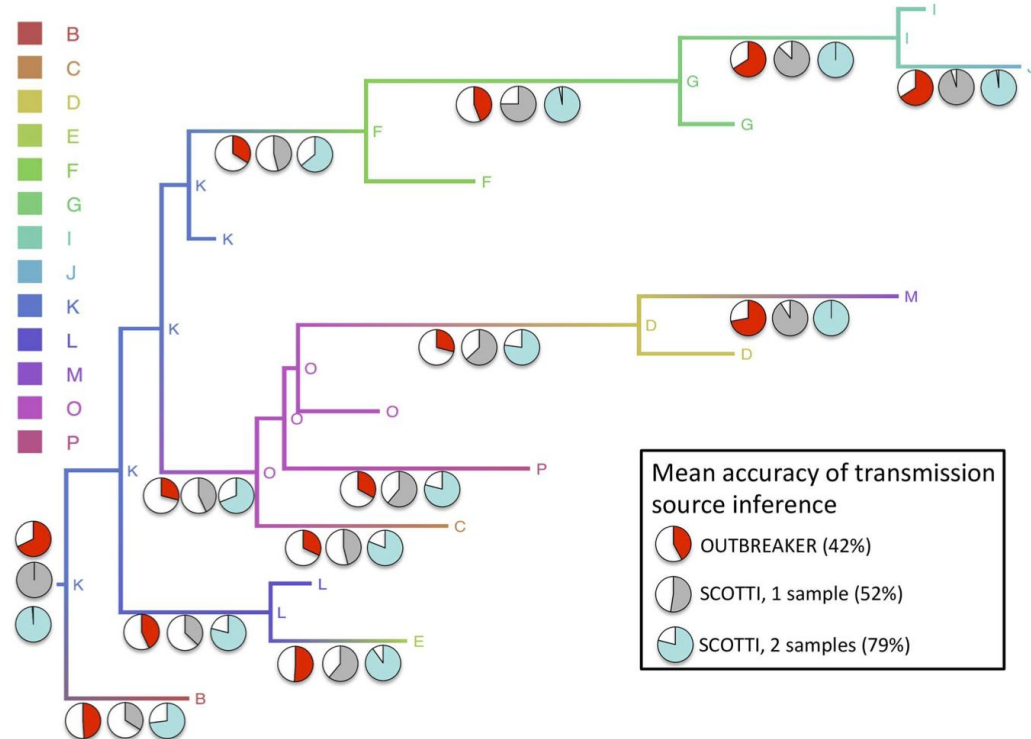 B
C
D
E
F
G
I
J
K
L
M
O
P
I
I
G
G
F
F
K
K
K
M
D
D
O
O
O
P
O
K
C
L
L
K
E
B
Mean accuracy of transmission
source inference
OUTBREAKER (42%)
SCOTTI, 1 sample (52%)
SCOTTI, 2 samples (79%)